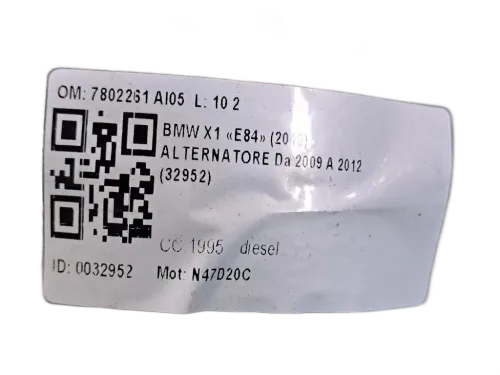 OM: 7802261 AI05 L: 10 2
BMW X1 «E84»
ALTERNATORE Da 2009 A 2012
(32952)
CC 1995 diesel
ID: 0032952 Mot: N47D20C